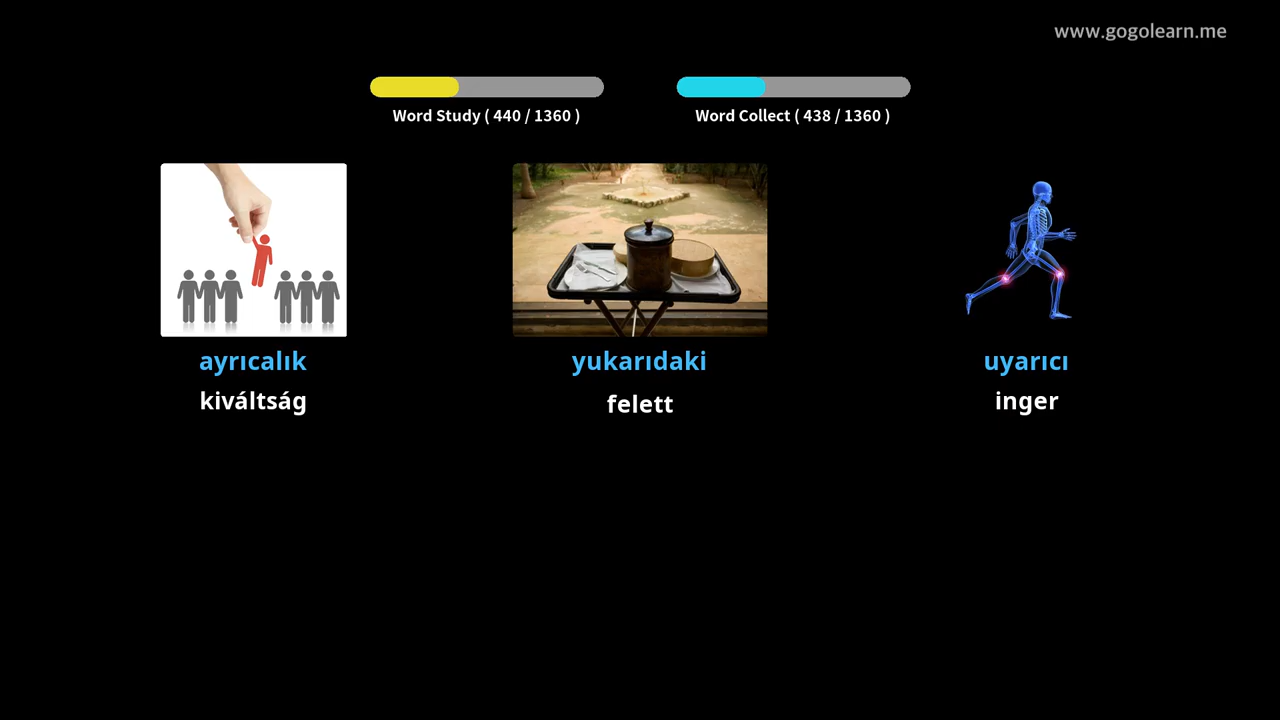 www.gogolearn.me
Word Study ( 440 / 1360 )
Word Collect ( 438 / 1360 )
ayrıcalık
kiváltság
yukarıdaki
felett
uyarıcı
inger